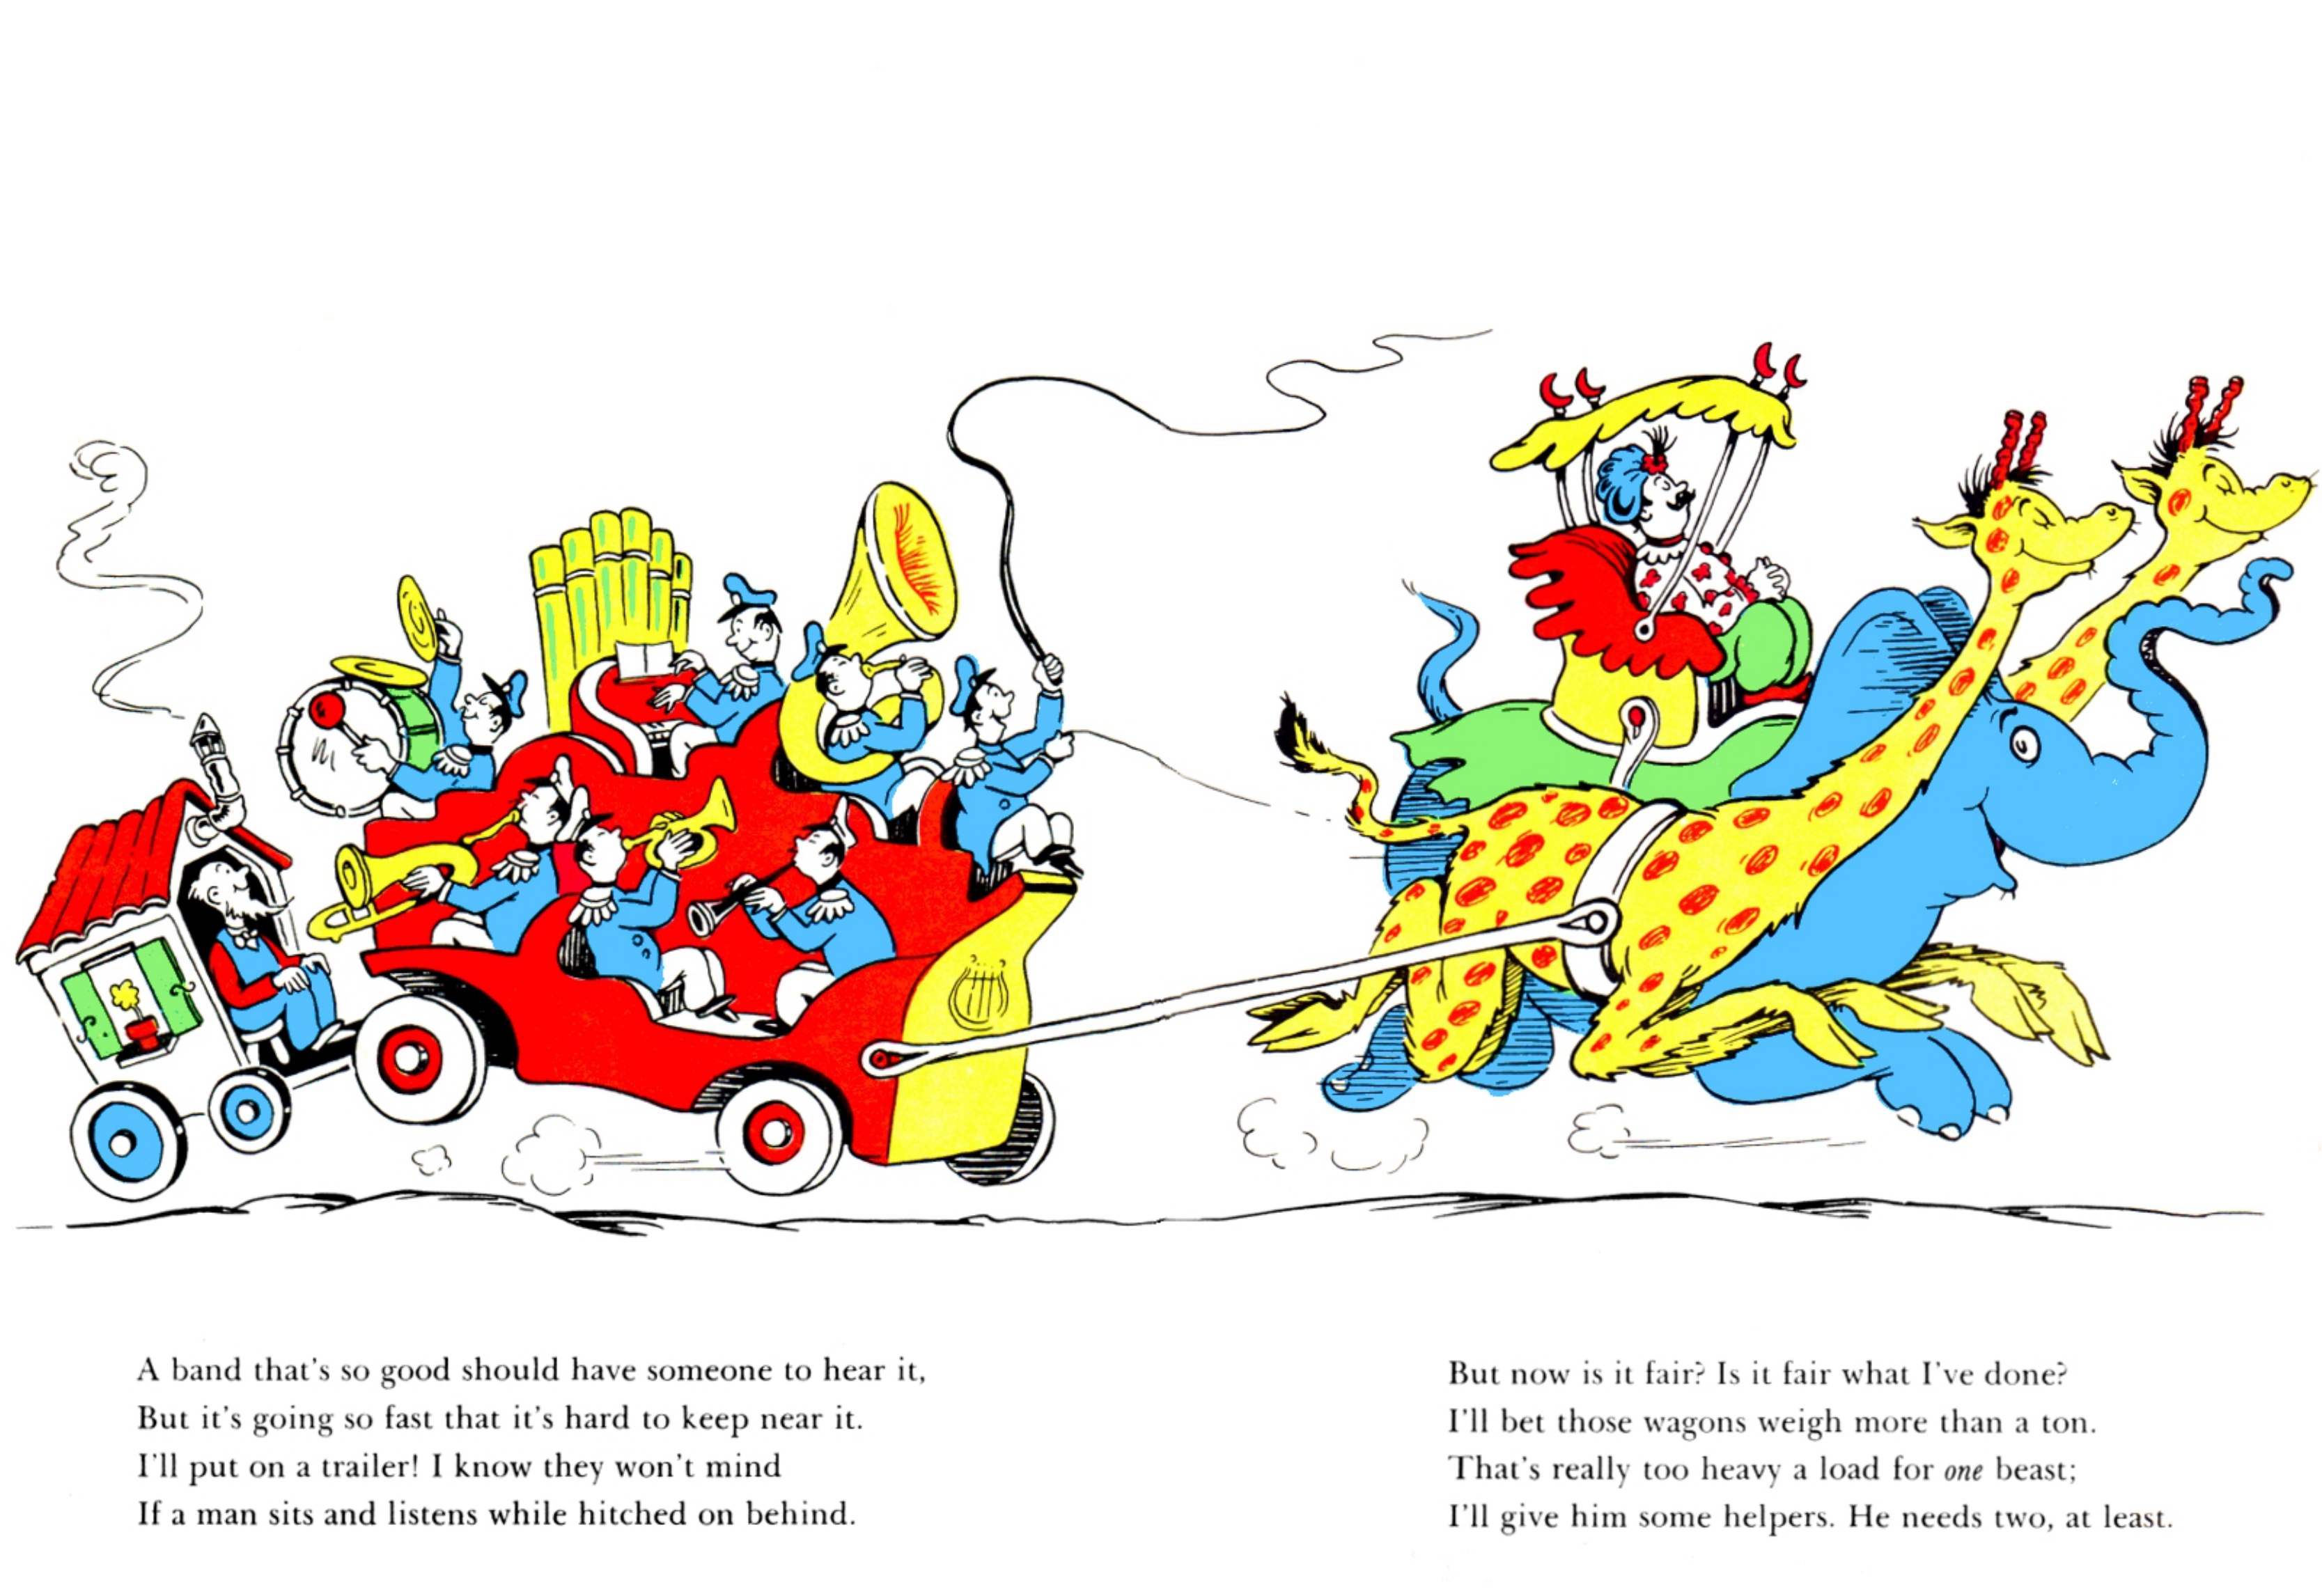 A band that's so good should have someone to hear it,
But it's going so fast that it's hard to keep near it.
I'll put on a trailer! I know they won't mind
If a man sits and listens while hitched on behind.
But now is it fair? Is it fair what I've done?
I'll bet those wagons weigh more than a ton.
That's really too heavy a load for one beast;
I'll give him some helpers. He needs two, at least.